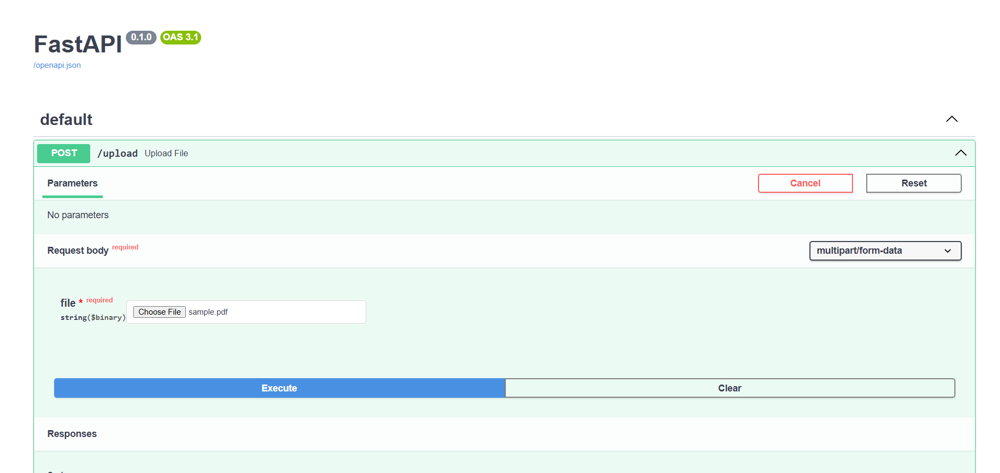 FastAPI 0.1.0 OAS 3.1
/openapi.json
default
POST /upload Upload File
Parameters
Cancel
Reset
No parameters
Request body required
multipart/form-data
file * required
string($binary)
Choose File sample.pdf
Execute
Clear
Responses